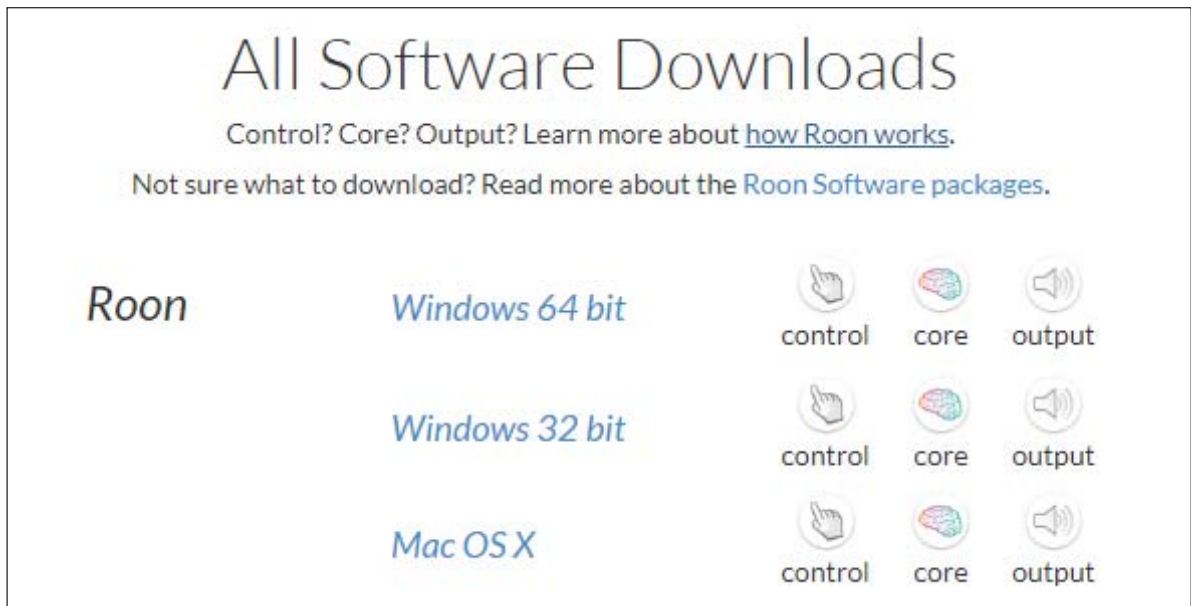 All Software Downloads
Control? Core? Output? Learn more about how Roon works.
Not sure what to download? Read more about the Roon Software packages.
Roon Windows 64 bit control core output
Windows 32 bit control core output
Mac OS X control core output